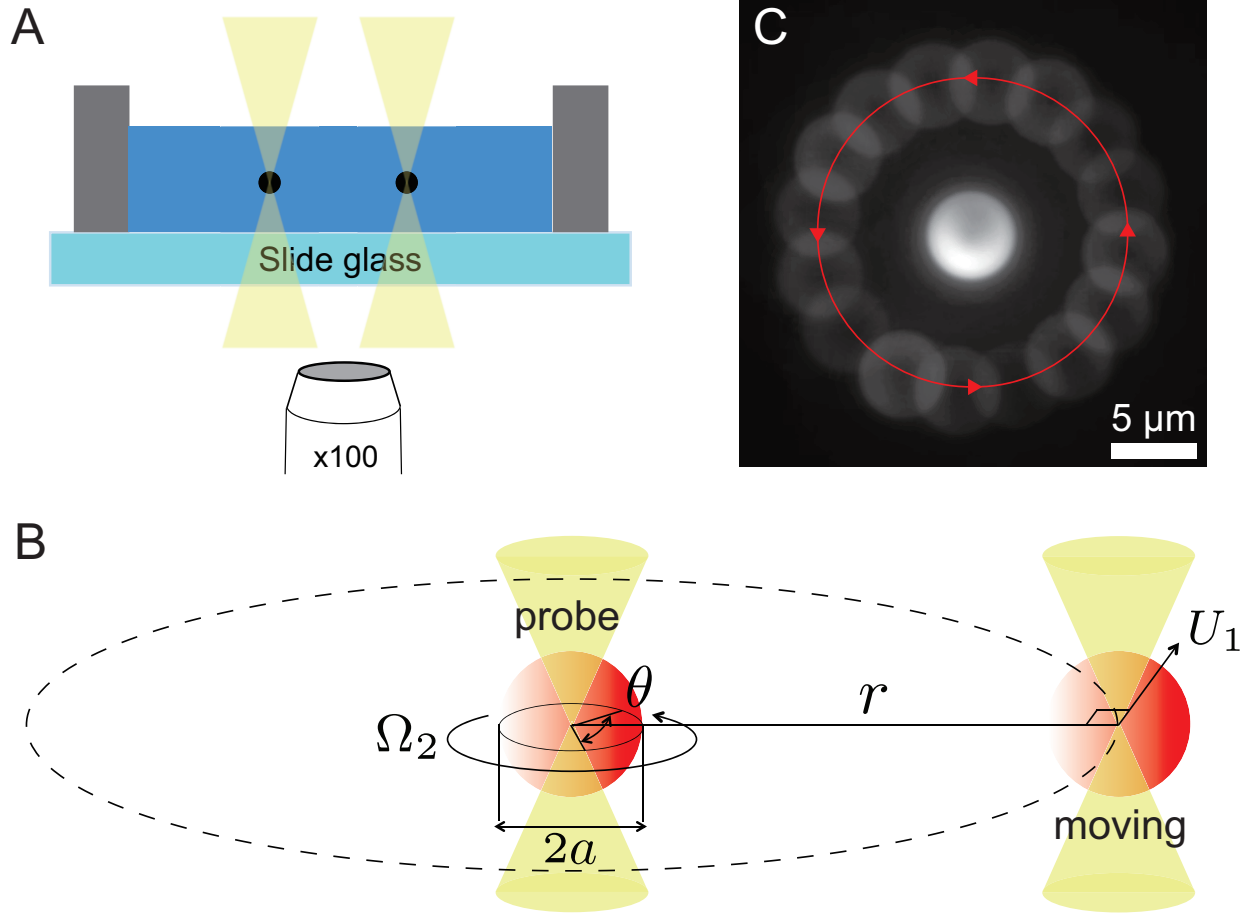 A
Slide glass
x100
C
5 µm
B
probe
θ
Ω₂
r
U₁
2a
moving